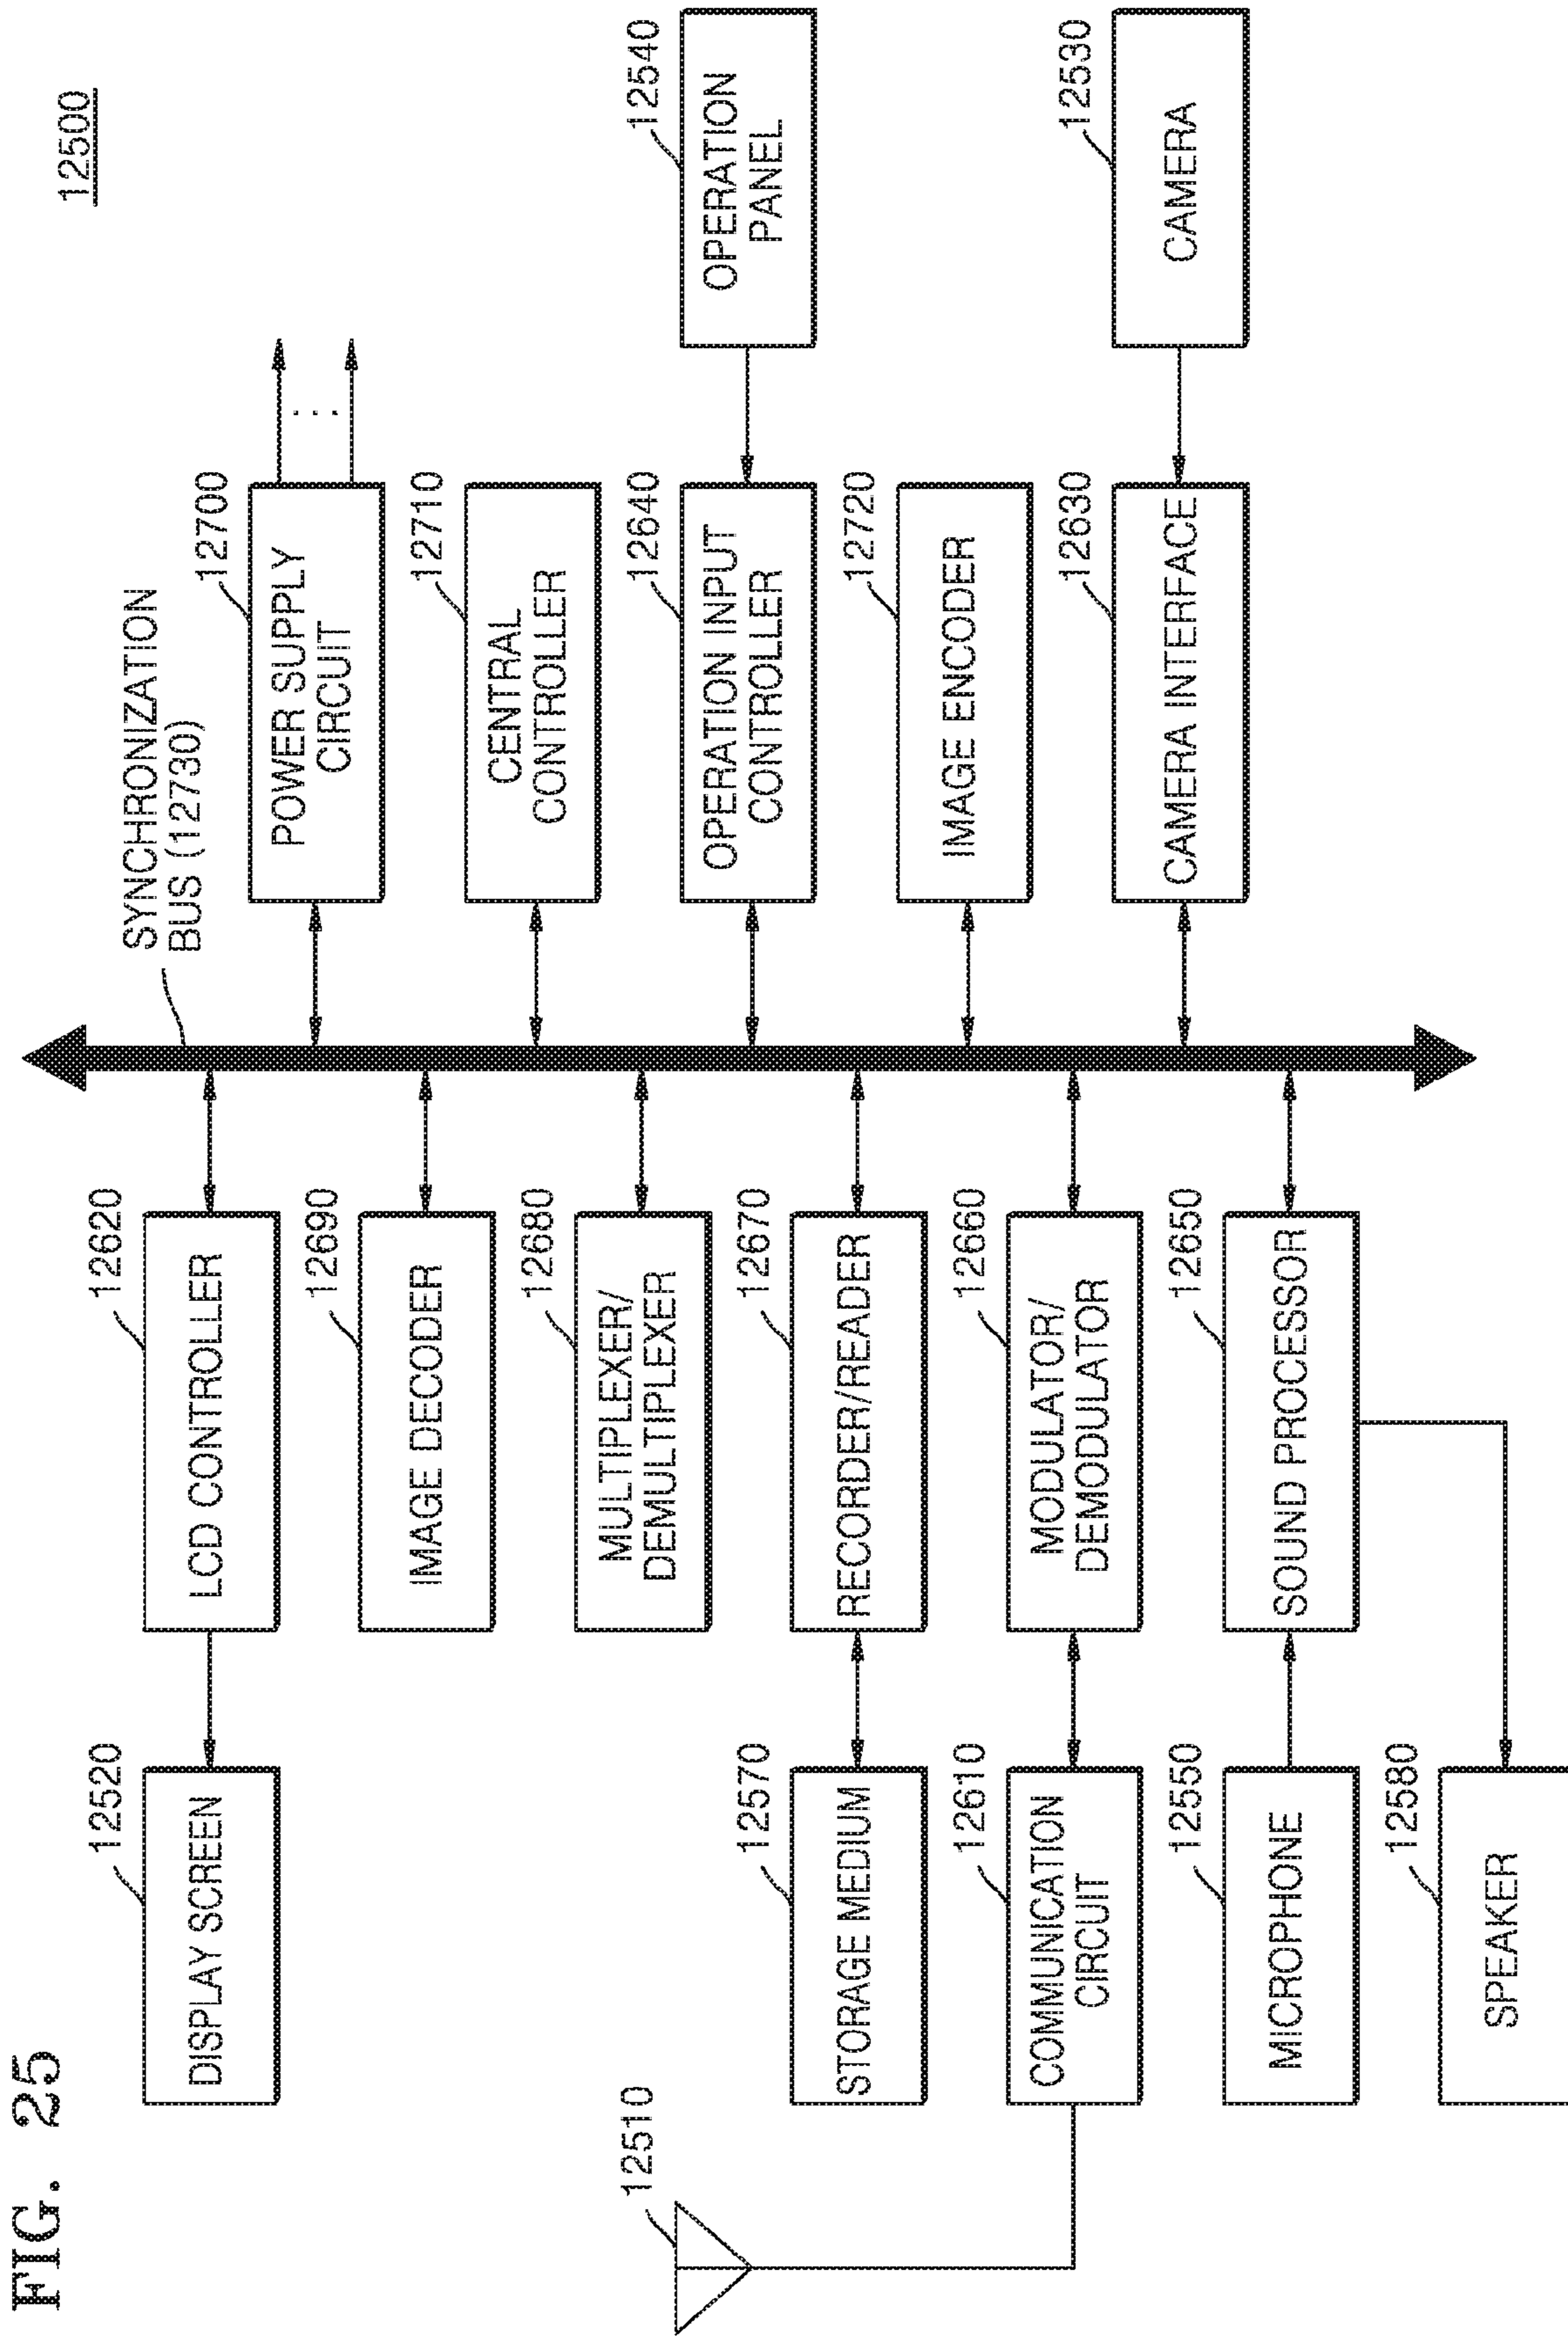 FIG. 25
12500
SYNCHRONIZATION
BUS (12730)
12520
DISPLAY SCREEN
12620
LCD CONTROLLER
12700
POWER SUPPLY
CIRCUIT
12690
IMAGE DECODER
12710
CENTRAL
CONTROLLER
12680
MULTIPLEXER/
DEMULTIPLEXER
12640
OPERATION INPUT
CONTROLLER
12540
OPERATION
PANEL
12510
12570
STORAGE MEDIUM
12670
RECORDER/READER
12720
IMAGE ENCODER
12610
COMMUNICATION
CIRCUIT
12660
MODULATOR/
DEMODULATOR
12630
CAMERA INTERFACE
12530
CAMERA
12550
MICROPHONE
12650
SOUND PROCESSOR
12580
SPEAKER